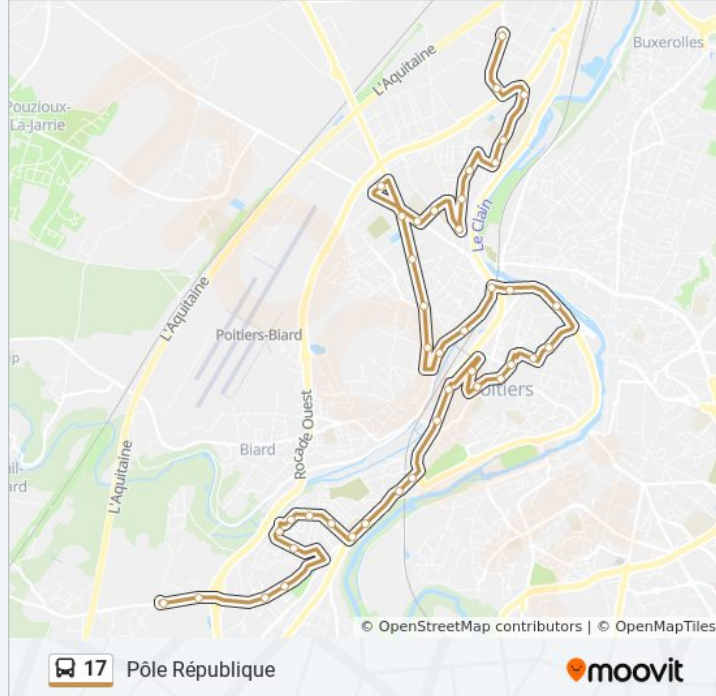 Buxerolles
L'Aquitaine
Pouzioux-
La-Jarrie
Le Clain
L'Aquitaine
Poitiers-Biard
Rocade Ouest
oitiers
Biard
L'Aquitaine
© OpenStreetMap contributors | © OpenMapTiles
17 Pôle République
moovit